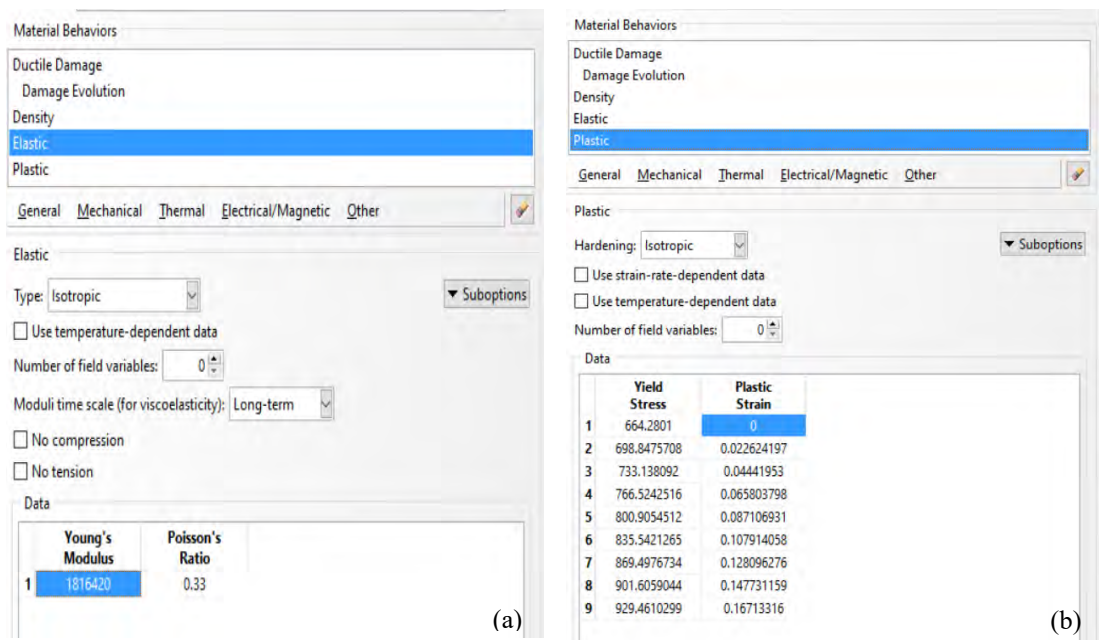 Material Behaviors
Ductile Damage
Damage Evolution
Density
Elastic
Plastic
General Mechanical Thermal Electrical/Magnetic Other
Elastic
Type: Isotropic
▼ Suboptions
Use temperature-dependent data
Number of field variables: 0
Moduli time scale (for viscoelasticity): Long-term
No compression
No tension
Data
Young's Modulus Poisson's Ratio
1 1816420 0.33
(a)
Material Behaviors
Ductile Damage
Damage Evolution
Density
Elastic
Plastic
General Mechanical Thermal Electrical/Magnetic Other
Plastic
Hardening: Isotropic
▼ Suboptions
Use strain-rate-dependent data
Use temperature-dependent data
Number of field variables: 0
Data
Yield Stress Plastic Strain
1 664.2801 0
2 698.8475708 0.022624197
3 733.138092 0.04441953
4 766.5242516 0.065803798
5 800.9054512 0.087106931
6 835.5421265 0.107914058
7 869.4976734 0.128096276
8 901.6059044 0.147731159
9 929.4610299 0.16713316
(b)